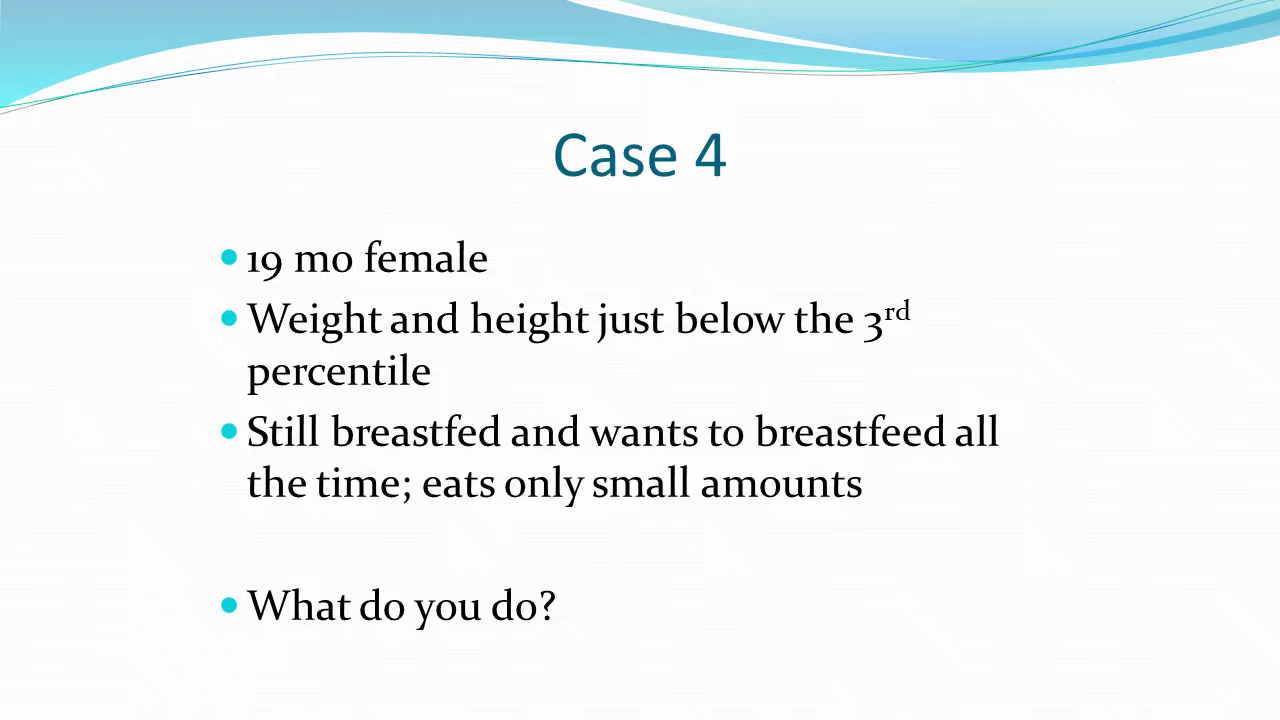 Case 4
19 mo female
Weight and height just below the 3rd
percentile
Still breastfed and wants to breastfeed all
the time; eats only small amounts
What do you do?